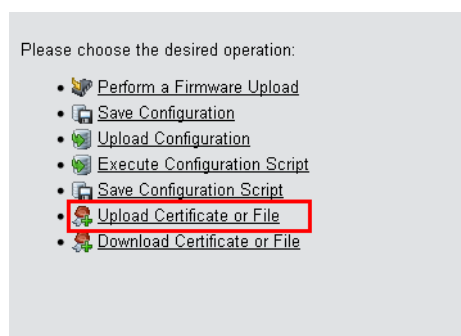 Please choose the desired operation:
Perform a Firmware Upload
Save Configuration
Upload Configuration
Execute Configuration Script
Save Configuration Script
Upload Certificate or File
Download Certificate or File